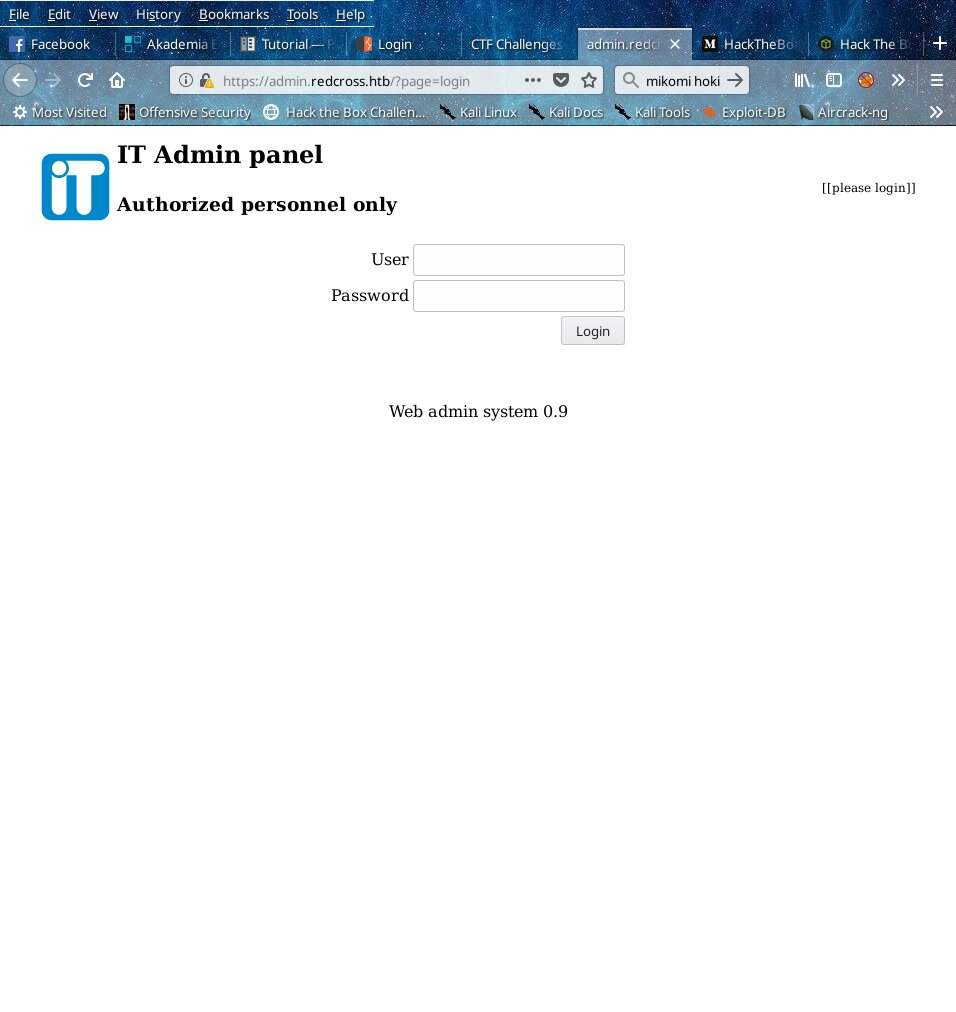 File Edit View History Bookmarks Tools Help
Facebook Akademia Tutorial — Login CTF Challenges admin.redcr HackTheBo Hack The B
https://admin.redcross.htb/?page=login mikomi hoki
Most Visited Offensive Security Hack the Box Challen... Kali Linux Kali Docs Kali Tools Exploit-DB Aircrack-ng
iT
IT Admin panel
[[please login]]
Authorized personnel only
User
Password
Login
Web admin system 0.9